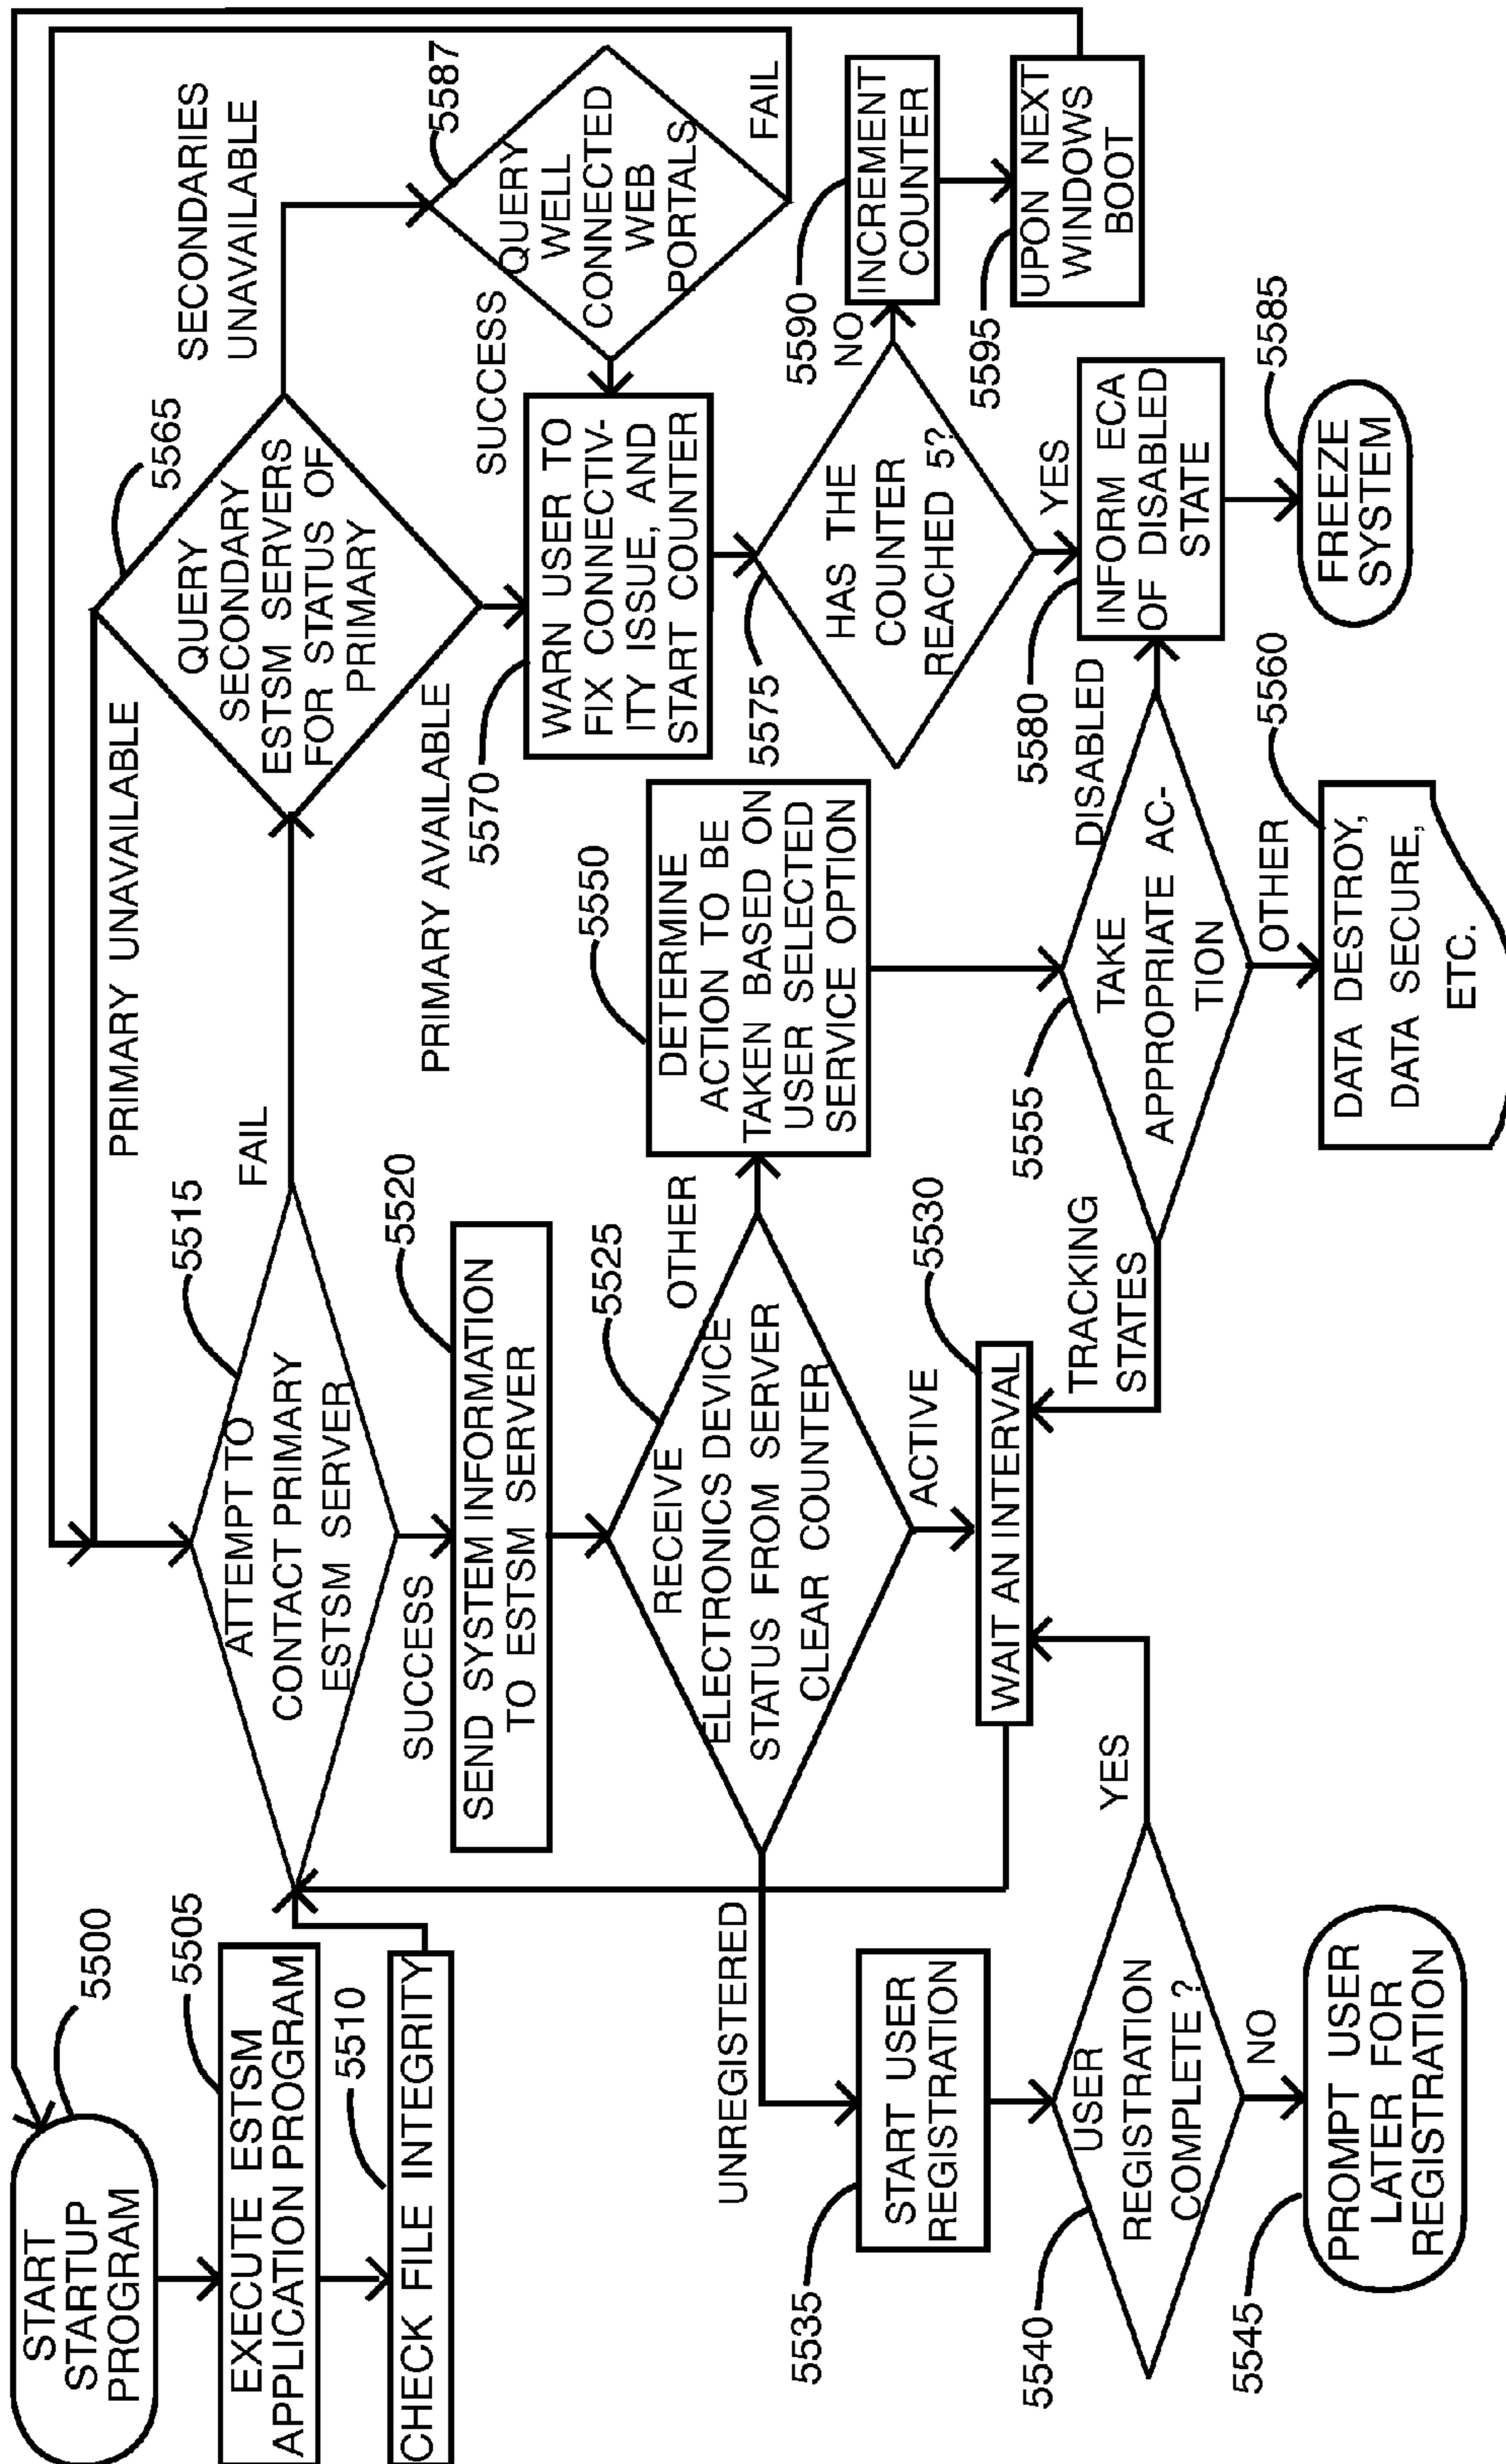 START
STARTUP
PROGRAM
5500
EXECUTE ESTSM
APPLICATION PROGRAM
5505
CHECK FILE INTEGRITY
5510
ATTEMPT TO
CONTACT PRIMARY
ESTSM SERVER
5515
FAIL
SUCCESS
PRIMARY UNAVAILABLE
SEND SYSTEM INFORMATION
TO ESTSM SERVER
5520
RECEIVE
ELECTRONICS DEVICE
STATUS FROM SERVER
CLEAR COUNTER
5525
OTHER
ACTIVE
UNREGISTERED
WAIT AN INTERVAL
5530
START USER
REGISTRATION
5535
USER
REGISTRATION
COMPLETE ?
5540
YES
NO
PROMPT USER
LATER FOR
REGISTRATION
5545
DETERMINE
ACTION TO BE
TAKEN BASED ON
USER SELECTED
SERVICE OPTION
5550
TAKE
APPROPRIATE AC-
TION
5555
TRACKING
STATES
DISABLED
OTHER
DATA DESTROY,
DATA SECURE,
ETC.
5560
QUERY
SECONDARY
ESTSM SERVERS
FOR STATUS OF
PRIMARY
5565
SECONDARIES
UNAVAILABLE
PRIMARY AVAILABLE
WARN USER TO
FIX CONNECTIV-
ITY ISSUE, AND
START COUNTER
5570
QUERY
WELL
CONNECTED
WEB
PORTALS
5587
SUCCESS
FAIL
HAS THE
COUNTER
REACHED 5?
5575
NO
YES
INCREMENT
COUNTER
5590
UPON NEXT
WINDOWS
BOOT
5595
INFORM ECA
OF DISABLED
STATE
5580
FREEZE
SYSTEM
5585